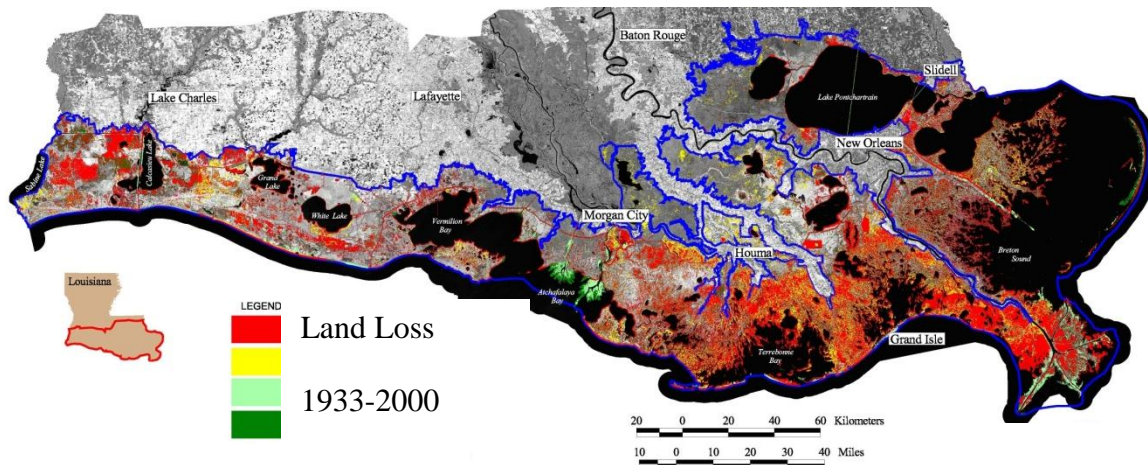 Baton Rouge
Slidell
Lake Charles
Lafayette
Lake Pontchartrain
New Orleans
Sabine Lake
Calcasieu Lake
Grand
Lake
White Lake
Vermilion
Bay
Morgan City
Houma
Breton
Sound
Atchafalaya
Bay
Louisiana
LEGEND
Land Loss
1933-2000
Terrebonne
Bay
Grand Isle
20 0 20 40 60 Kilometers
10 0 10 20 30 40 Miles